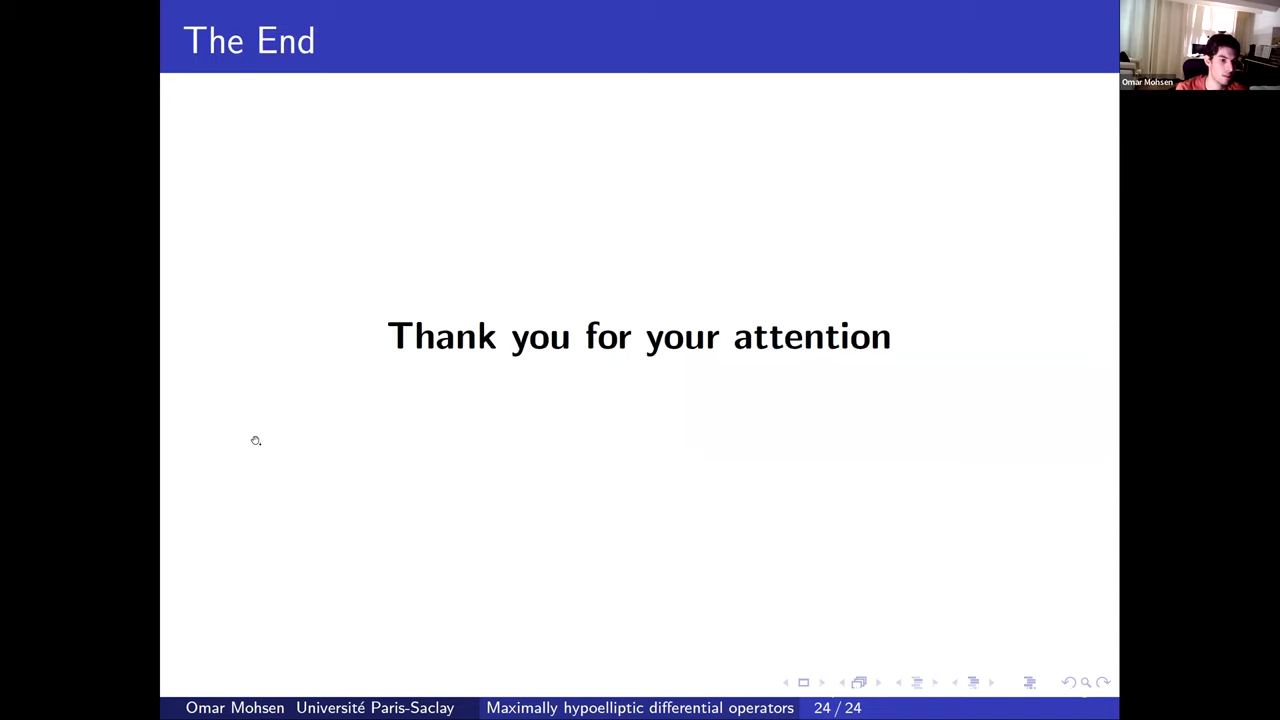 The End
Omar Mohsen
Thank you for your attention
Omar Mohsen Université Paris-Saclay Maximally hypoelliptic differential operators 24 / 24